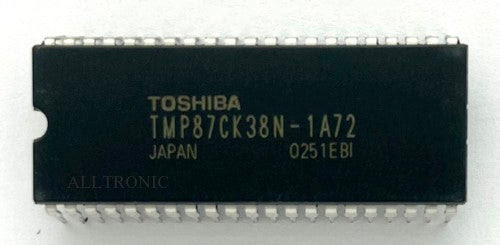 TOSHIBA
TMP87CK38N-1A72
JAPAN 0251EBI
ALLTRONIC